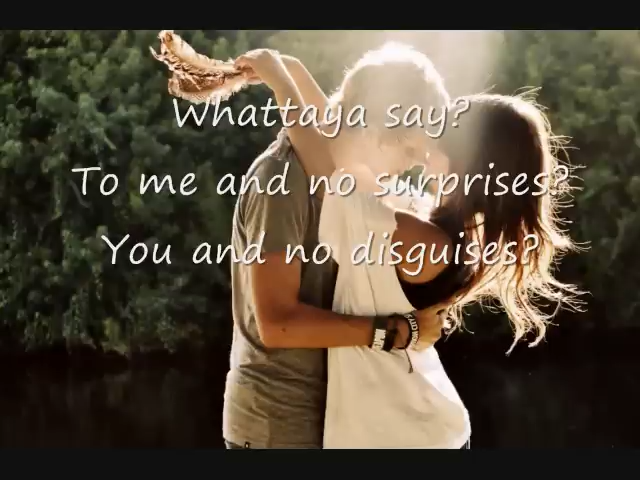 Whattaya say?
To me and no surprises?
You and no disguises?